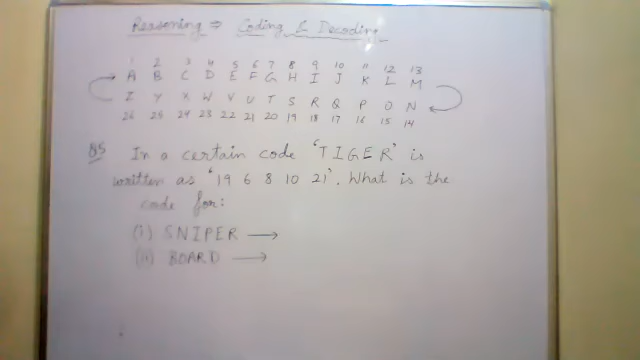 Reasoning ⇒ Coding & Decoding
1 2 3 4 5 6 7 8 9 10 11 12 13
A B C D E F G H I J K L M
Z Y X W V U T S R Q P O N
26 25 24 23 22 21 20 19 18 17 16 15 14
85 In a certain code 'TIGER' is
written as '19 6 8 10 21'. What is the
code for:
(i) SNIPER →
(ii) BOARD →